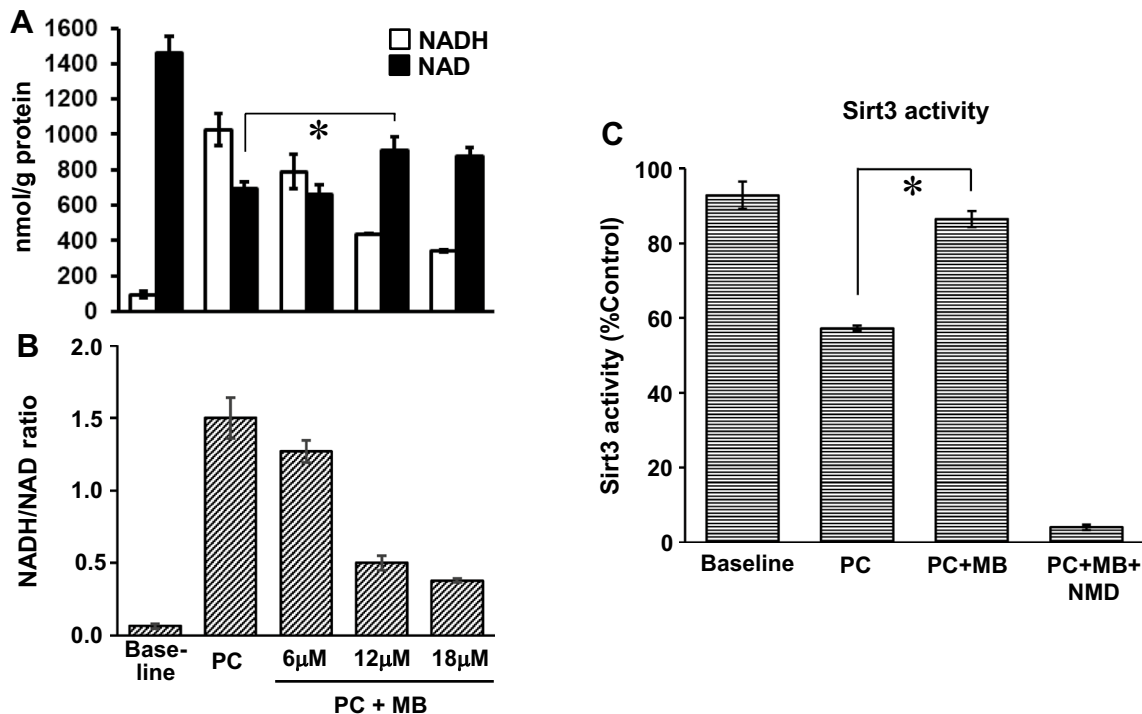 A
1600
1400
1200
1000
800
600
400
200
0
nmol/g protein
NADH
NAD
*
B
2.0
1.5
1.0
0.5
0.0
NADH/NAD ratio
Base-
line
PC
6μM
12μM
18μM
PC + MB
C
Sirt3 activity
100
80
60
40
20
0
Sirt3 activity (%Control)
*
Baseline
PC
PC+MB
PC+MB+
NMD